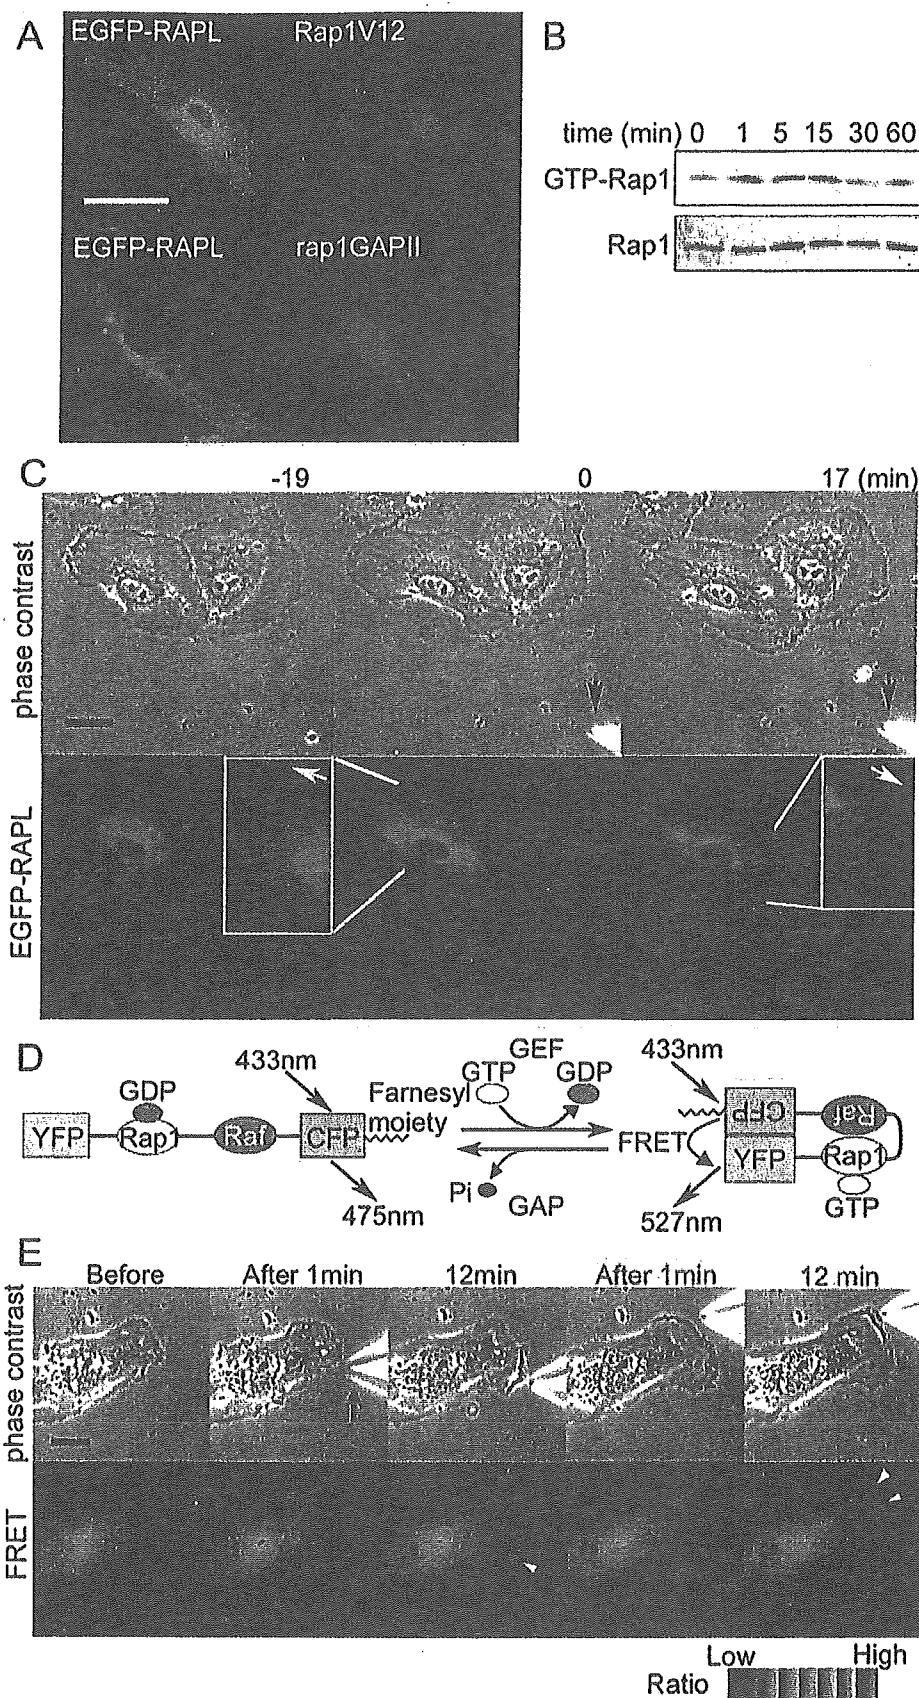 A
EGFP-RAPL Rap1V12
EGFP-RAPL rap1GAPII
B
time (min) 0 1 5 15 30 60
GTP-Rap1
Rap1
C
-19 0 17 (min)
phase contrast
EGFP-RAPL
D
433nm
GDP
YFP Rap1 Raf CFP
Farnesyl
moiety
475nm
GEF
GTP GDP
Pi GAP
433nm
FRET
CFP Raf
YFP Rap1
GTP
527nm
E
Before After 1min 12min After 1min 12 min
phase contrast
FRET
Low High
Ratio